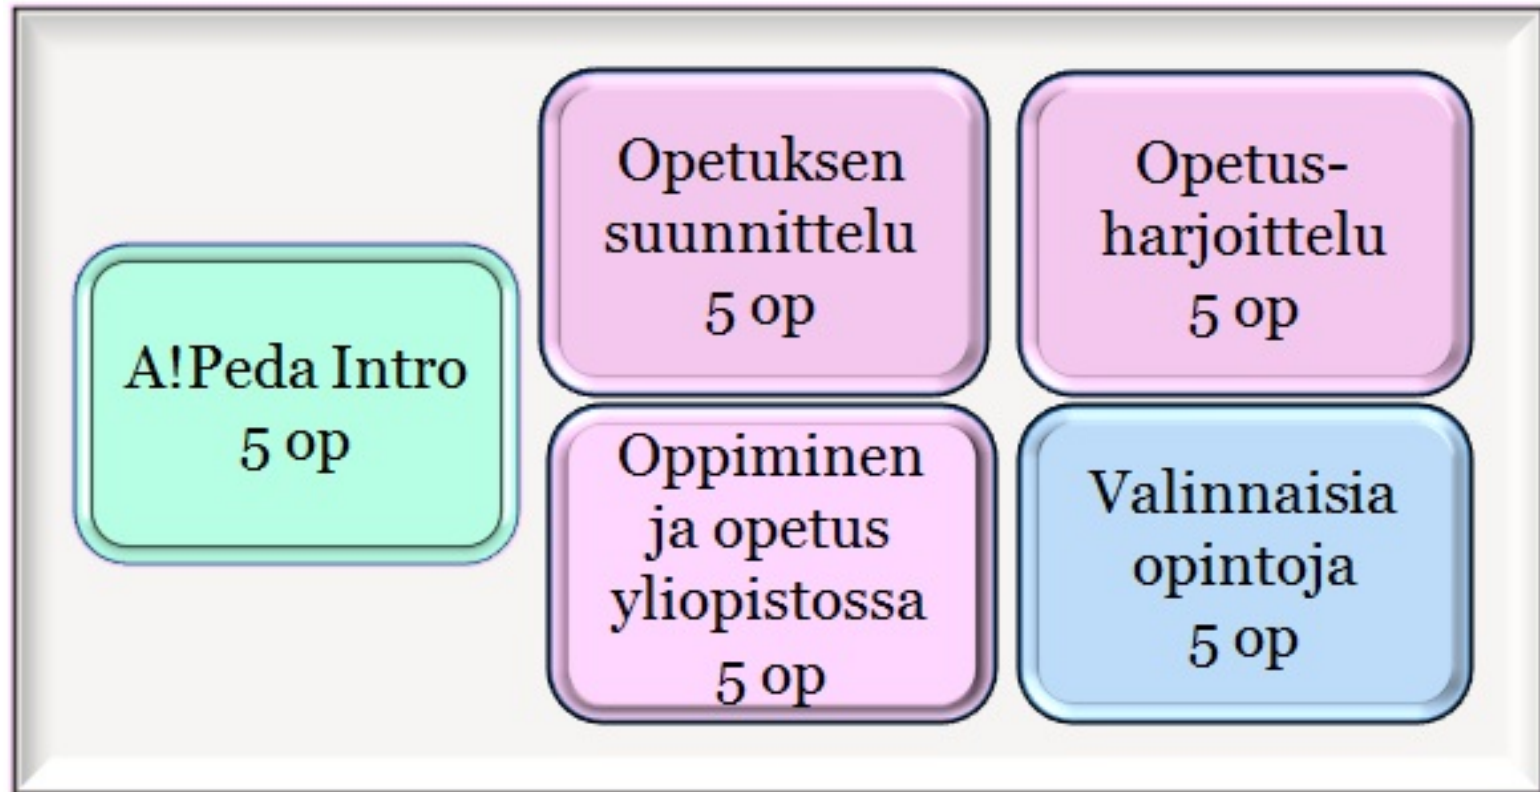 A!Peda Intro
5 op
Opetuksen
suunnittelu
5 op
Opetus-
harjoittelu
5 op
Oppiminen
ja opetus
yliopistossa
5 op
Valinnaisia
opintoja
5 op